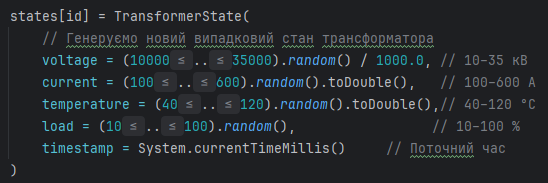 states[id] = TransformerState(
// Генеруємо новий випадковий стан трансформатора
voltage = (10000 ≤ .. ≤ 35000).random() / 1000.0, // 10–35 кВ
current = (100 ≤ .. ≤ 600).random().toDouble(), // 100–600 А
temperature = (40 ≤ .. ≤ 120).random().toDouble(),// 40–120 °C
load = (10 ≤ .. ≤ 100).random(), // 10–100 %
timestamp = System.currentTimeMillis() // Поточний час
)